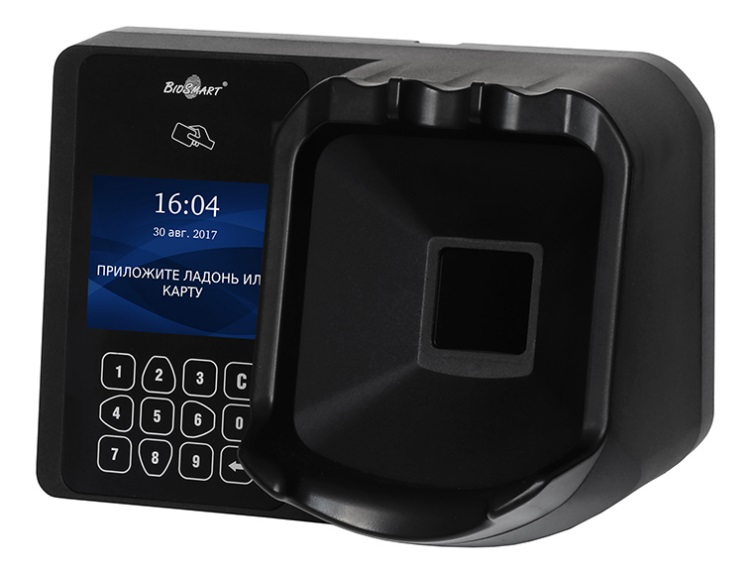 BIOSMART®
16:04
30 авг. 2017
ПРИЛОЖИТЕ ЛАДОНЬ ИЛ
КАРТУ
1 2 3 C
4 5 6 0
7 8 9 ←